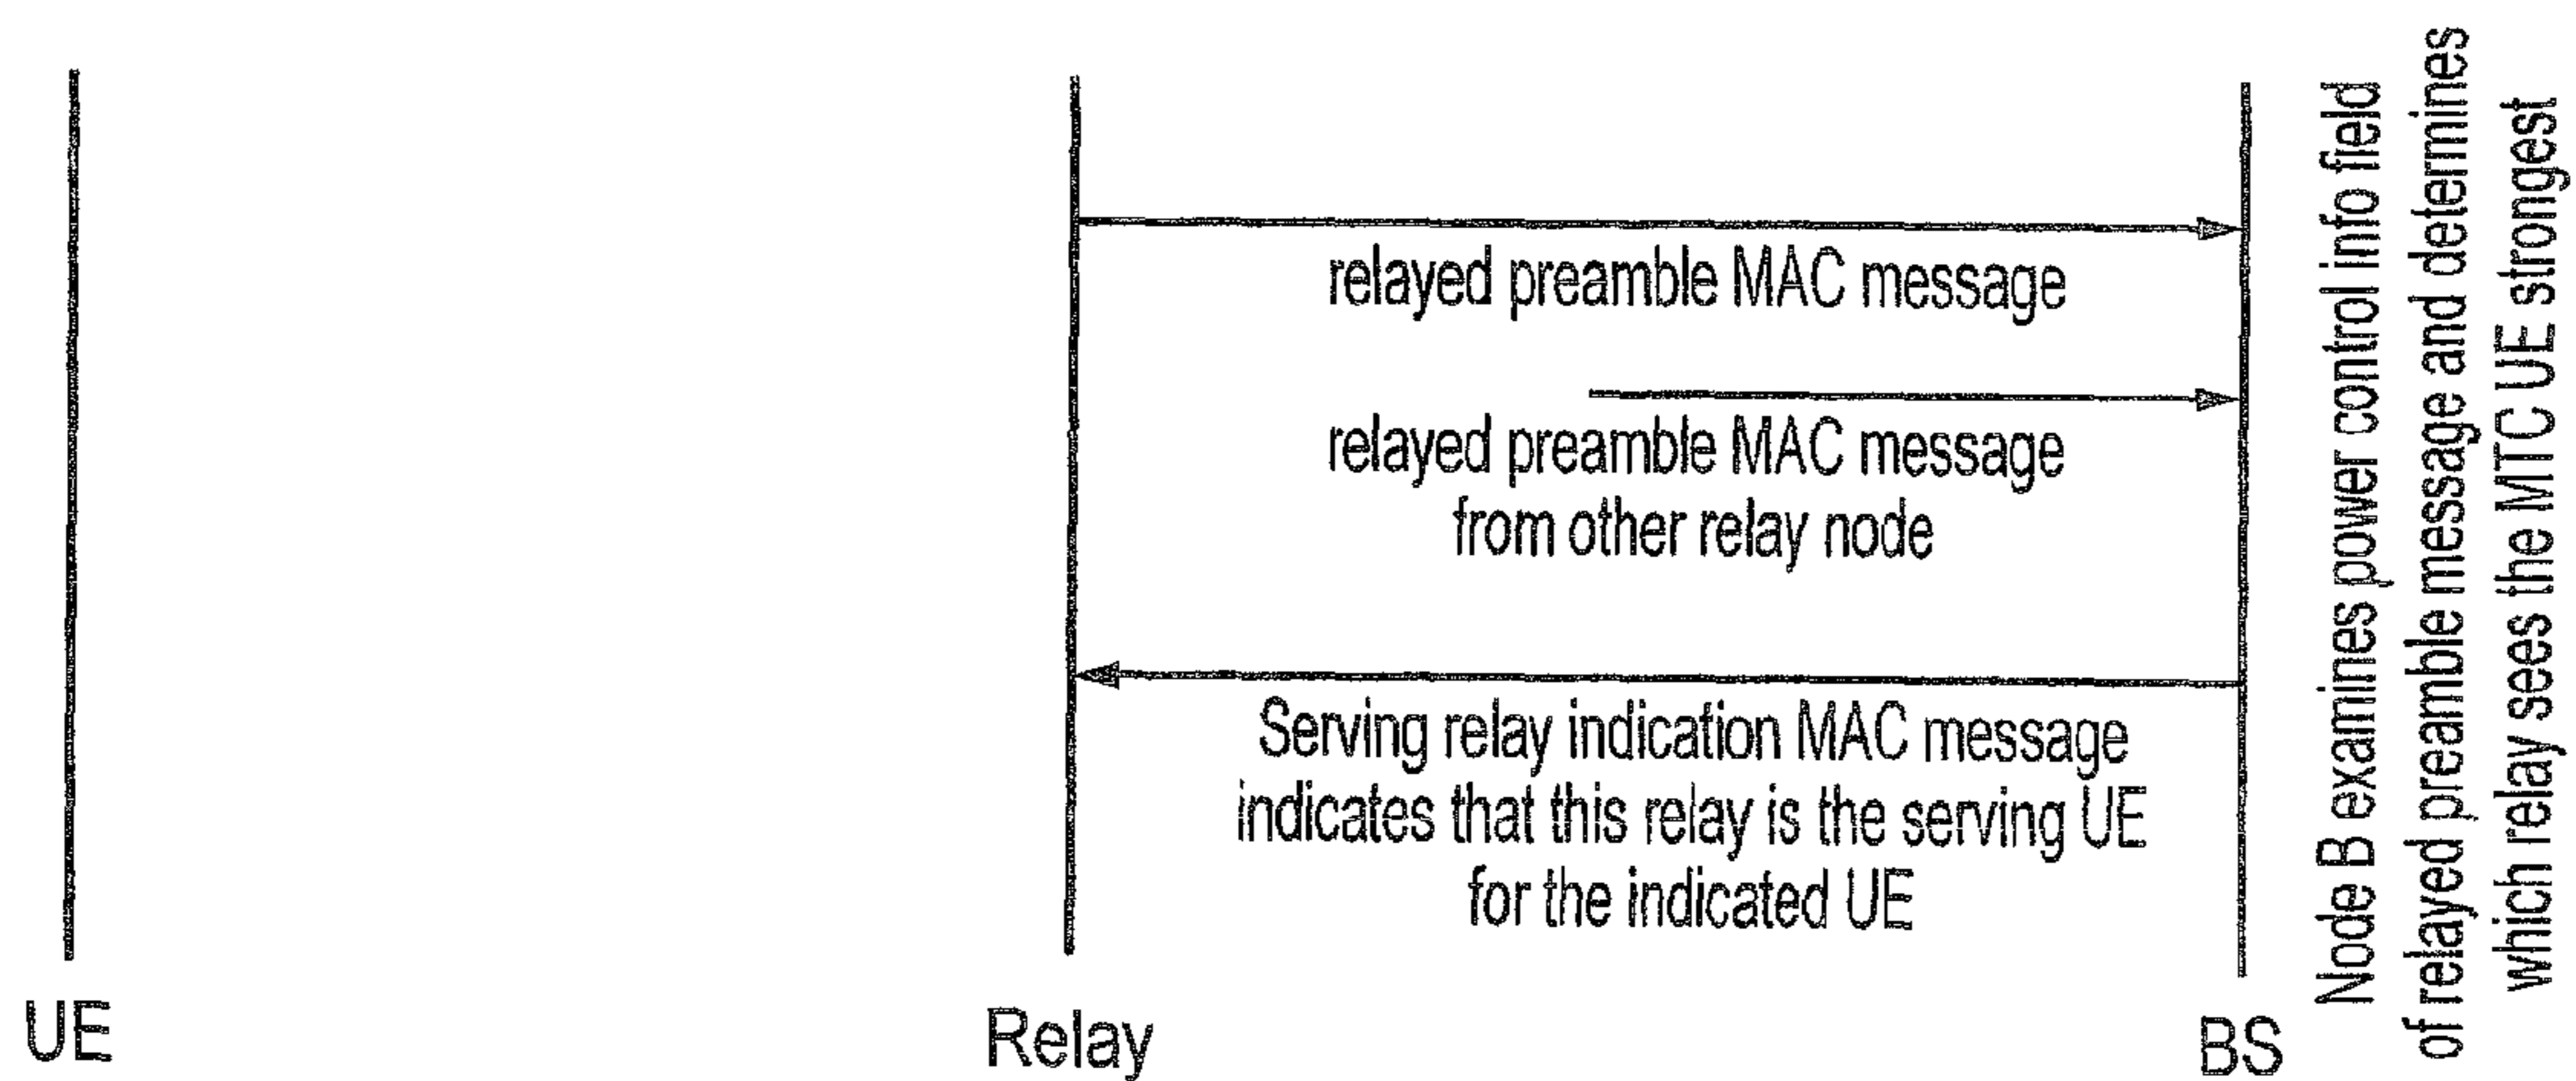 relayed preamble MAC message
relayed preamble MAC message
from other relay node
Serving relay indication MAC message
indicates that this relay is the serving UE
for the indicated UE
UE
Relay
BS
Node B examines power control info field
of relayed preamble message and determines
which relay sees the MTC UE strongest